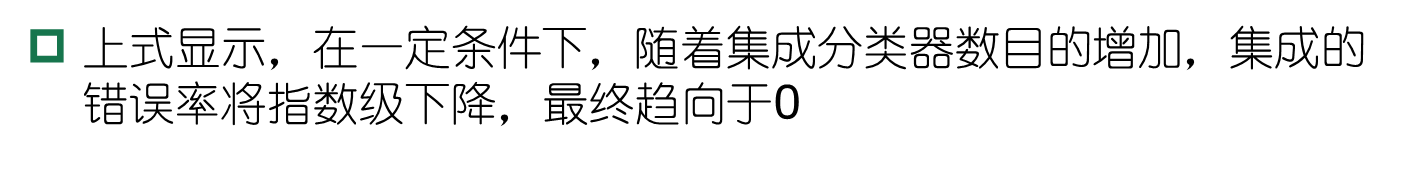 上式显示，在一定条件下，随着集成分类器数目的增加，集成的
错误率将指数级下降，最终趋向于0